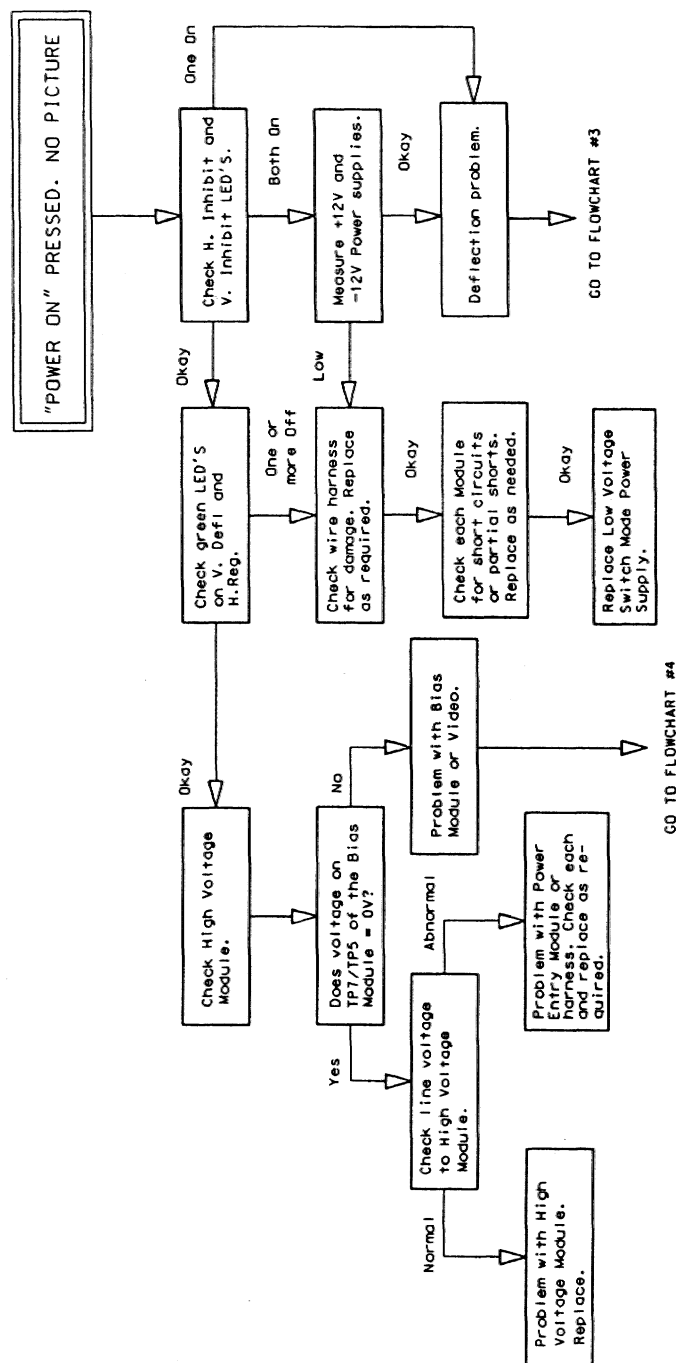 "POWER ON" PRESSED. NO PICTURE
Check H. Inhibit and
V. Inhibit LED'S.
One On
Both On
Okay
Measure +12V and
-12V Power supplies.
Okay
Low
Deflection problem.
GO TO FLOWCHART #3
Check green LED'S
on V. Defl and
H.Reg.
One or
more Off
Okay
Check wire harness
for damage. Replace
as required.
Okay
Check each Module
for short circuits
or partial shorts.
Replace as needed.
Okay
Replace Low Voltage
Switch Mode Power
Supply.
Check High Voltage
Module.
Does voltage on
TP7/TP5 of the Bias
Module = 0V?
No
Yes
Problem with Bias
Module or Video.
GO TO FLOWCHART #4
Check line voltage
to High Voltage
Module.
Abnormal
Normal
Problem with Power
Entry Module or
harness. Check each
and replace as re-
quired.
Problem with High
Voltage Module.
Replace.